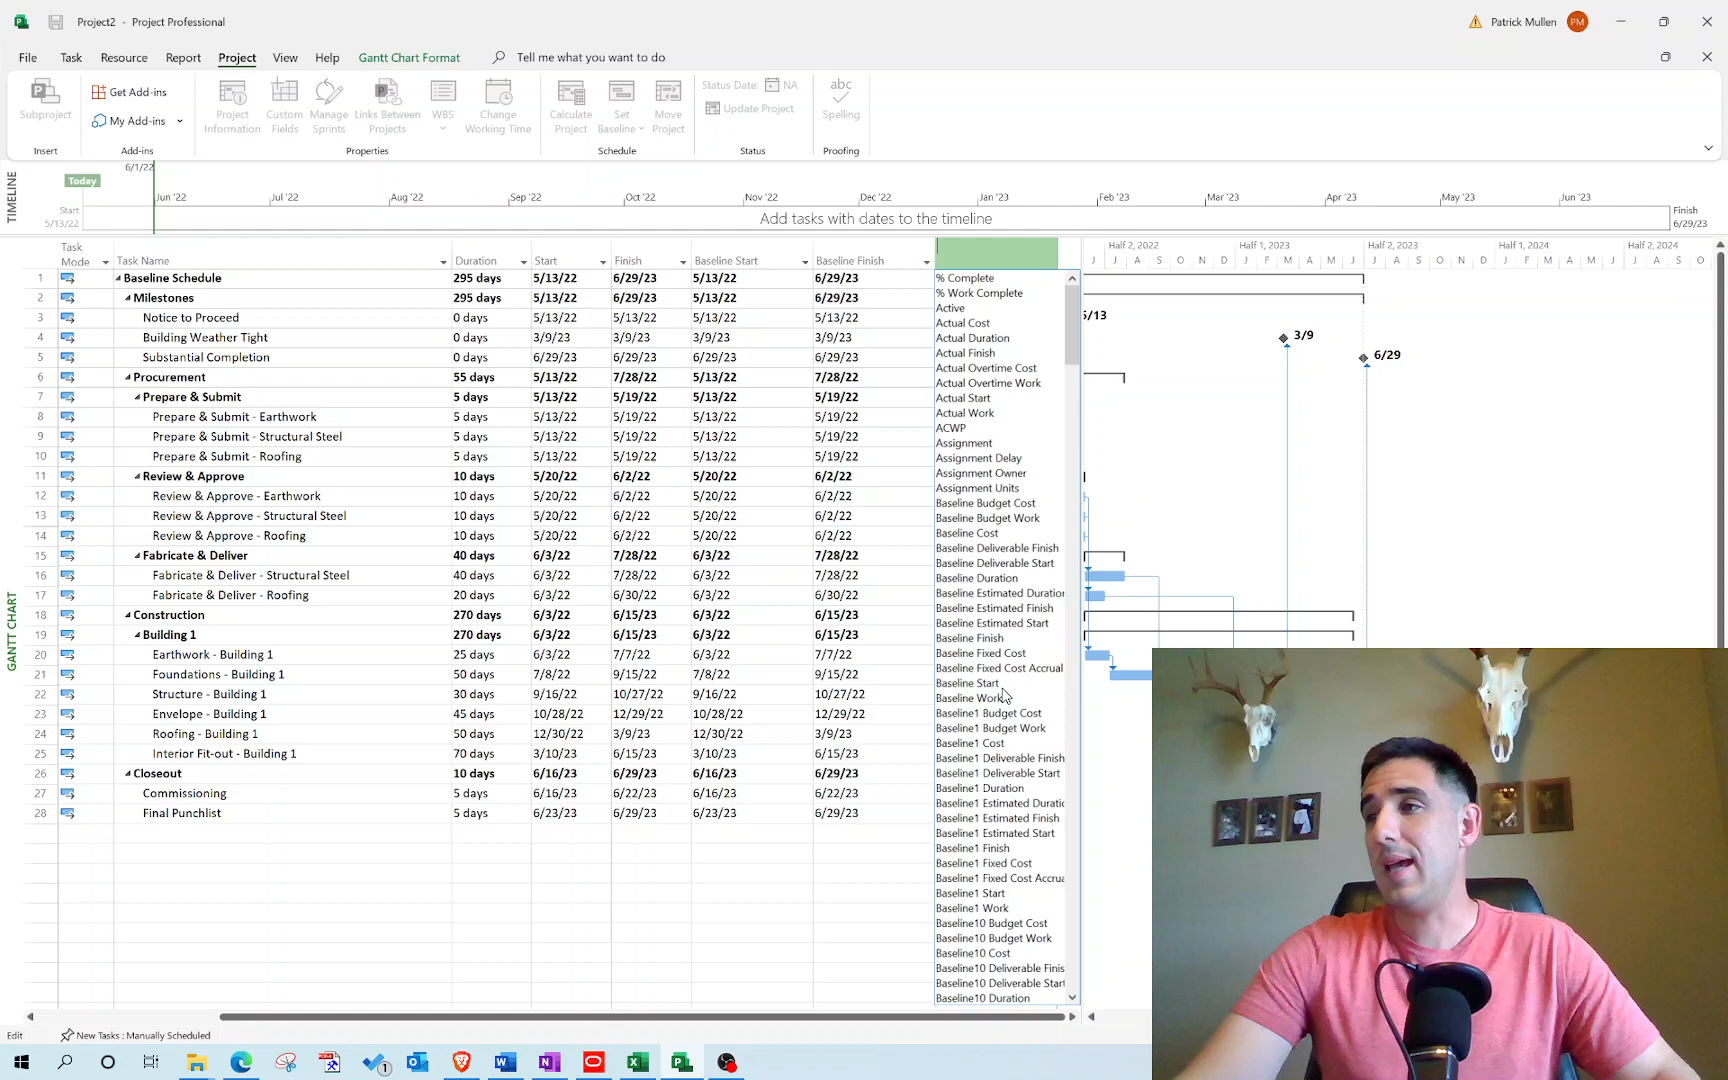 Project2 - Project Professional
Patrick Mullen
PM
File Task Resource Report Project View Help Gantt Chart Format Tell me what you want to do
Subproject
Insert
Get Add-ins
My Add-ins
Add-ins
Project Information
Custom Fields
Manage Sprints
Links Between Projects
WBS
Change Working Time
Properties
Calculate Project
Set Baseline
Move Project
Schedule
Status Date: NA
Update Project
Status
abc
Spelling
Proofing
TIMELINE
6/1/22
Today
Jun '22 Jul '22 Aug '22 Sep '22 Oct '22 Nov '22 Dec '22 Jan '23 Feb '23 Mar '23 Apr '23 May '23 Jun '23
Start
5/13/22
Add tasks with dates to the timeline
Finish
6/29/23
Task Mode Task Name Duration Start Finish Baseline Start Baseline Finish
1 Baseline Schedule 295 days 5/13/22 6/29/23 5/13/22 6/29/23
2 Milestones 295 days 5/13/22 6/29/23 5/13/22 6/29/23
3 Notice to Proceed 0 days 5/13/22 5/13/22 5/13/22 5/13/22
4 Building Weather Tight 0 days 3/9/23 3/9/23 3/9/23 3/9/23
5 Substantial Completion 0 days 6/29/23 6/29/23 6/29/23 6/29/23
6 Procurement 55 days 5/13/22 7/28/22 5/13/22 7/28/22
7 Prepare & Submit 5 days 5/13/22 5/19/22 5/13/22 5/19/22
8 Prepare & Submit - Earthwork 5 days 5/13/22 5/19/22 5/13/22 5/19/22
9 Prepare & Submit - Structural Steel 5 days 5/13/22 5/19/22 5/13/22 5/19/22
10 Prepare & Submit - Roofing 5 days 5/13/22 5/19/22 5/13/22 5/19/22
11 Review & Approve 10 days 5/20/22 6/2/22 5/20/22 6/2/22
12 Review & Approve - Earthwork 10 days 5/20/22 6/2/22 5/20/22 6/2/22
13 Review & Approve - Structural Steel 10 days 5/20/22 6/2/22 5/20/22 6/2/22
14 Review & Approve - Roofing 10 days 5/20/22 6/2/22 5/20/22 6/2/22
15 Fabricate & Deliver 40 days 6/3/22 7/28/22 6/3/22 7/28/22
16 Fabricate & Deliver - Structural Steel 40 days 6/3/22 7/28/22 6/3/22 7/28/22
17 Fabricate & Deliver - Roofing 20 days 6/3/22 6/30/22 6/3/22 6/30/22
18 Construction 270 days 6/3/22 6/15/23 6/3/22 6/15/23
19 Building 1 270 days 6/3/22 6/15/23 6/3/22 6/15/23
20 Earthwork - Building 1 25 days 6/3/22 7/7/22 6/3/22 7/7/22
21 Foundations - Building 1 50 days 7/8/22 9/15/22 7/8/22 9/15/22
22 Structure - Building 1 30 days 9/16/22 10/27/22 9/16/22 10/27/22
23 Envelope - Building 1 45 days 10/28/22 12/29/22 10/28/22 12/29/22
24 Roofing - Building 1 50 days 12/30/22 3/9/23 12/30/22 3/9/23
25 Interior Fit-out - Building 1 70 days 3/10/23 6/15/23 3/10/23 6/15/23
26 Closeout 10 days 6/16/23 6/29/23 6/16/23 6/29/23
27 Commissioning 5 days 6/16/23 6/22/23 6/16/23 6/22/23
28 Final Punchlist 5 days 6/23/23 6/29/23 6/23/23 6/29/23
% Complete
% Work Complete
Active
Actual Cost
Actual Duration
Actual Finish
Actual Overtime Cost
Actual Overtime Work
Actual Start
Actual Work
ACWP
Assignment
Assignment Delay
Assignment Owner
Assignment Units
Baseline Budget Cost
Baseline Budget Work
Baseline Cost
Baseline Deliverable Finish
Baseline Deliverable Start
Baseline Duration
Baseline Estimated Duration
Baseline Estimated Finish
Baseline Estimated Start
Baseline Finish
Baseline Fixed Cost
Baseline Fixed Cost Accrual
Baseline Start
Baseline Work
Baseline1 Budget Cost
Baseline1 Budget Work
Baseline1 Cost
Baseline1 Deliverable Finish
Baseline1 Deliverable Start
Baseline1 Duration
Baseline1 Estimated Duratio
Baseline1 Estimated Finish
Baseline1 Estimated Start
Baseline1 Finish
Baseline1 Fixed Cost
Baseline1 Fixed Cost Accrua
Baseline1 Start
Baseline1 Work
Baseline10 Budget Cost
Baseline10 Budget Work
Baseline10 Cost
Baseline10 Deliverable Finis
Baseline10 Deliverable Start
Baseline10 Duration
Half 2, 2022 Half 1, 2023 Half 2, 2023 Half 1, 2024 Half 2, 2024
J J A S O N D J F M A M J J A S O N D J F M A M J J A S O
5/13
3/9
6/29
GANTT CHART
Edit New Tasks : Manually Scheduled
1